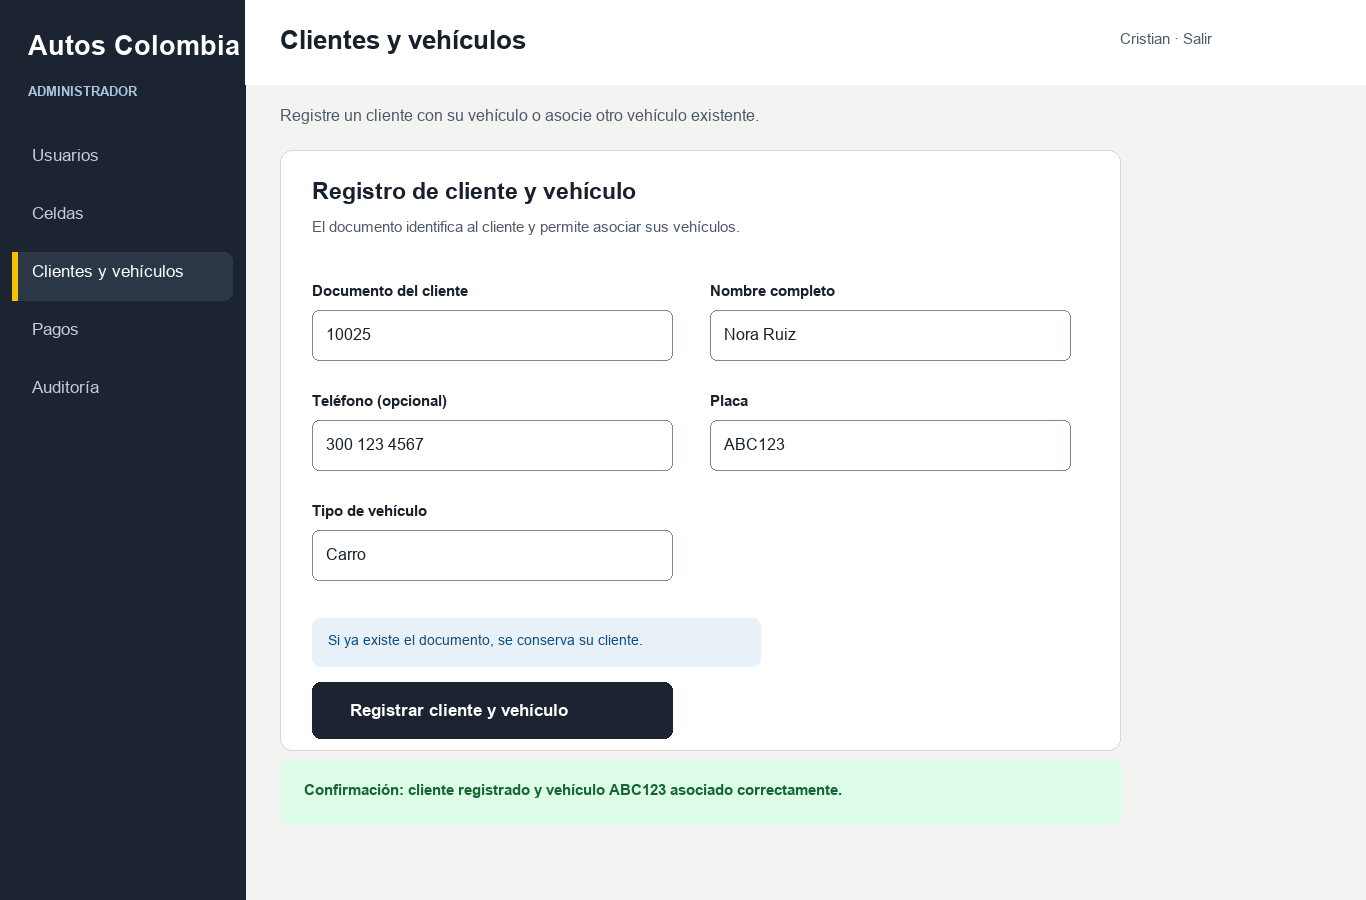 Autos Colombia
ADMINISTRADOR
Usuarios
Celdas
Clientes y vehículos
Pagos
Auditoría
Clientes y vehículos
Cristian · Salir
Registre un cliente con su vehículo o asocie otro vehículo existente.
Registro de cliente y vehículo
El documento identifica al cliente y permite asociar sus vehículos.
Documento del cliente
10025
Nombre completo
Nora Ruiz
Teléfono (opcional)
300 123 4567
Placa
ABC123
Tipo de vehículo
Carro
Si ya existe el documento, se conserva su cliente.
Registrar cliente y vehículo
Confirmación: cliente registrado y vehículo ABC123 asociado correctamente.